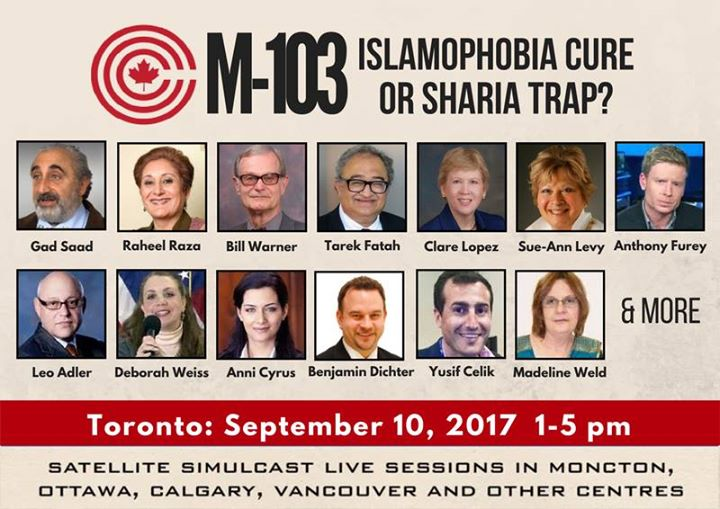 M-103 ISLAMOPHOBIA CURE
OR SHARIA TRAP?
Gad Saad Raheel Raza Bill Warner Tarek Fatah Clare Lopez Sue-Ann Levy Anthony Furey
& MORE
Leo Adler Deborah Weiss Anni Cyrus Benjamin Dichter Yusif Celik Madeline Weld
Toronto: September 10, 2017 1-5 pm
SATELLITE SIMULCAST LIVE SESSIONS IN MONCTON,
OTTAWA, CALGARY, VANCOUVER AND OTHER CENTRES